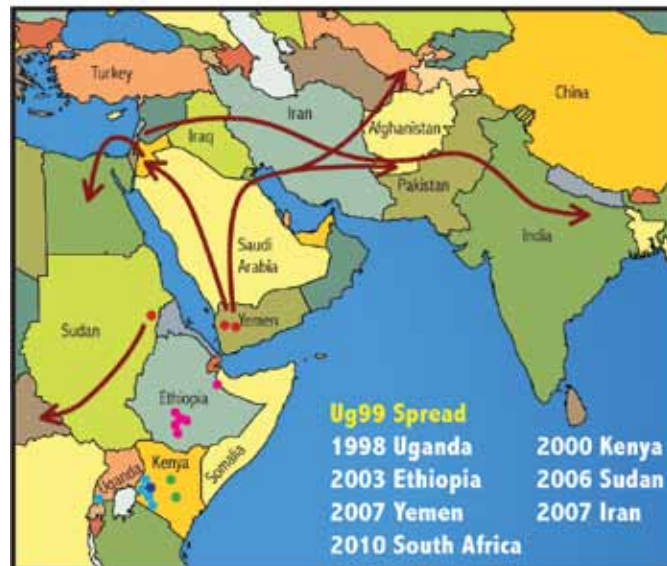 Turkey
China
Iran
Afghanistan
Iraq
Pakistan
Saudi
Arabia
India
Yemen
Sudan
Ethiopia
Somalia
Kenya
Uganda
Ug99 Spread
1998 Uganda 2000 Kenya
2003 Ethiopia 2006 Sudan
2007 Yemen 2007 Iran
2010 South Africa